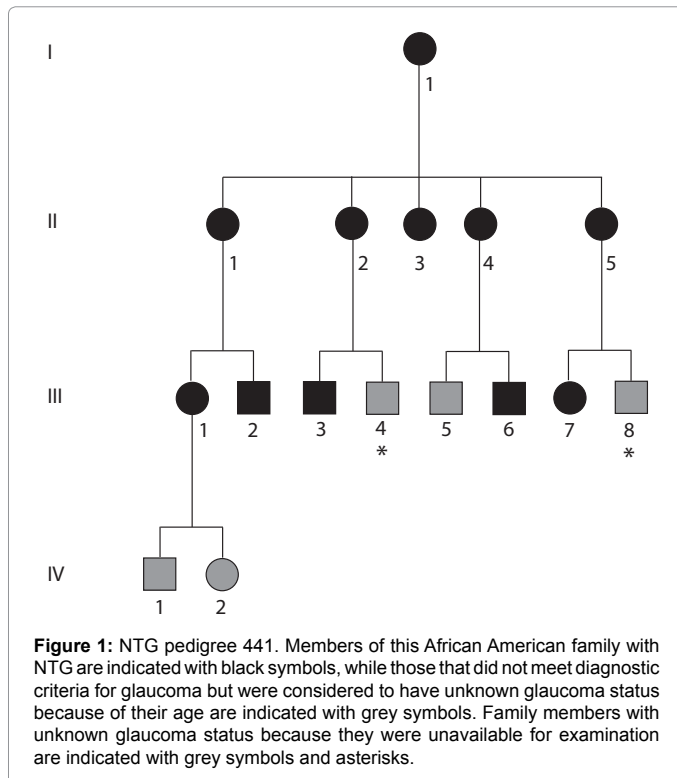 I
1
II
1 2 3 4 5
III
1 2 3 4 5 6 7 8
* *
IV
1 2
Figure 1: NTG pedigree 441. Members of this African American family with
NTG are indicated with black symbols, while those that did not meet diagnostic
criteria for glaucoma but were considered to have unknown glaucoma status
because of their age are indicated with grey symbols. Family members with
unknown glaucoma status because they were unavailable for examination
are indicated with grey symbols and asterisks.